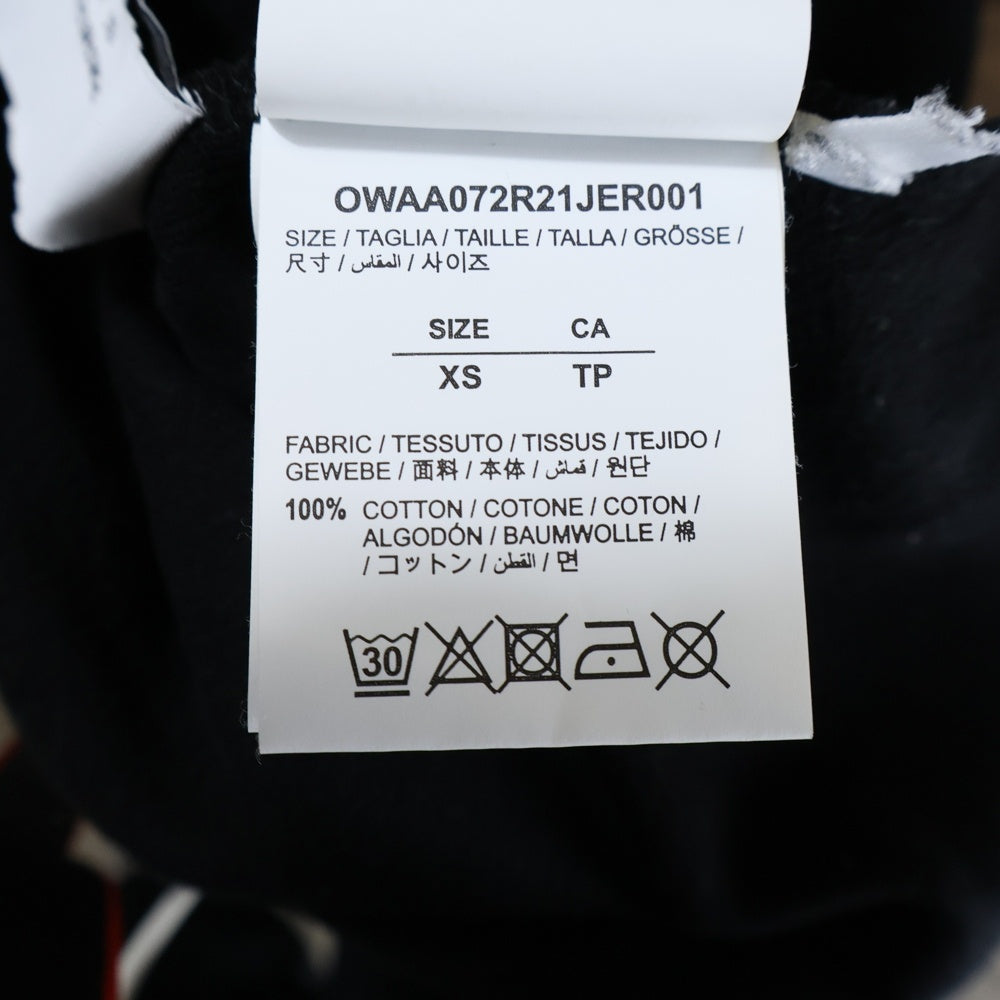 OWAA072R21JER001
SIZE / TAGLIA / TAILLE / TALLA / GRÖSSE /
尺寸 / المقاس / 사이즈
SIZE CA
XS TP
FABRIC / TESSUTO / TISSUS / TEJIDO /
GEWEBE / 面料 / 本体 / قماش / 원단
100% COTTON / COTONE / COTON /
ALGODÓN / BAUMWOLLE / 棉
/ コットン / القطن / 면
30